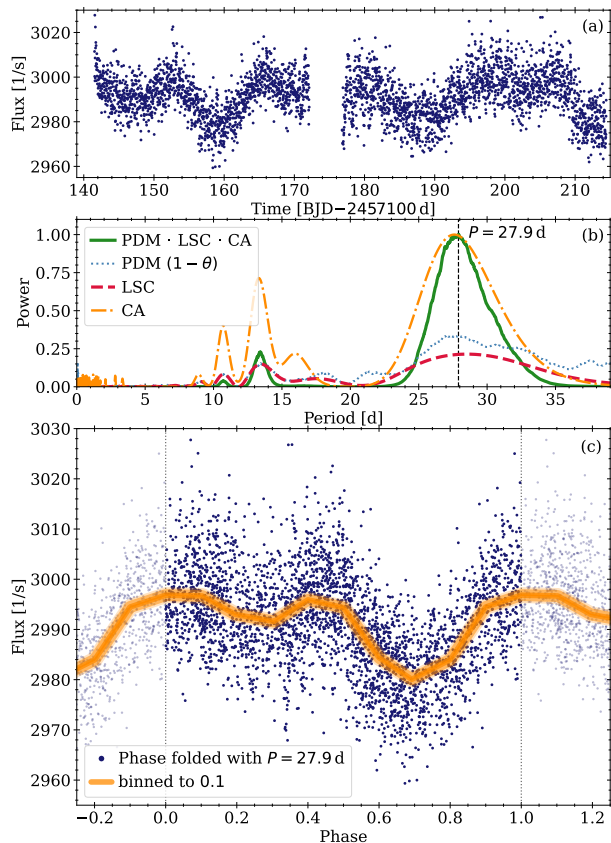 (a)
3020
3000
2980
2960
Flux [1/s]
140 150 160 170 180 190 200 210
Time [BJD−2457100 d]
(b)
P = 27.9 d
PDM · LSC · CA
PDM (1 − θ)
LSC
CA
1.00
0.75
0.50
0.25
0.00
Power
0 5 10 15 20 25 30 35
Period [d]
(c)
3030
3020
3010
3000
2990
2980
2970
2960
Flux [1/s]
Phase folded with P = 27.9 d
binned to 0.1
−0.2 0.0 0.2 0.4 0.6 0.8 1.0 1.2
Phase